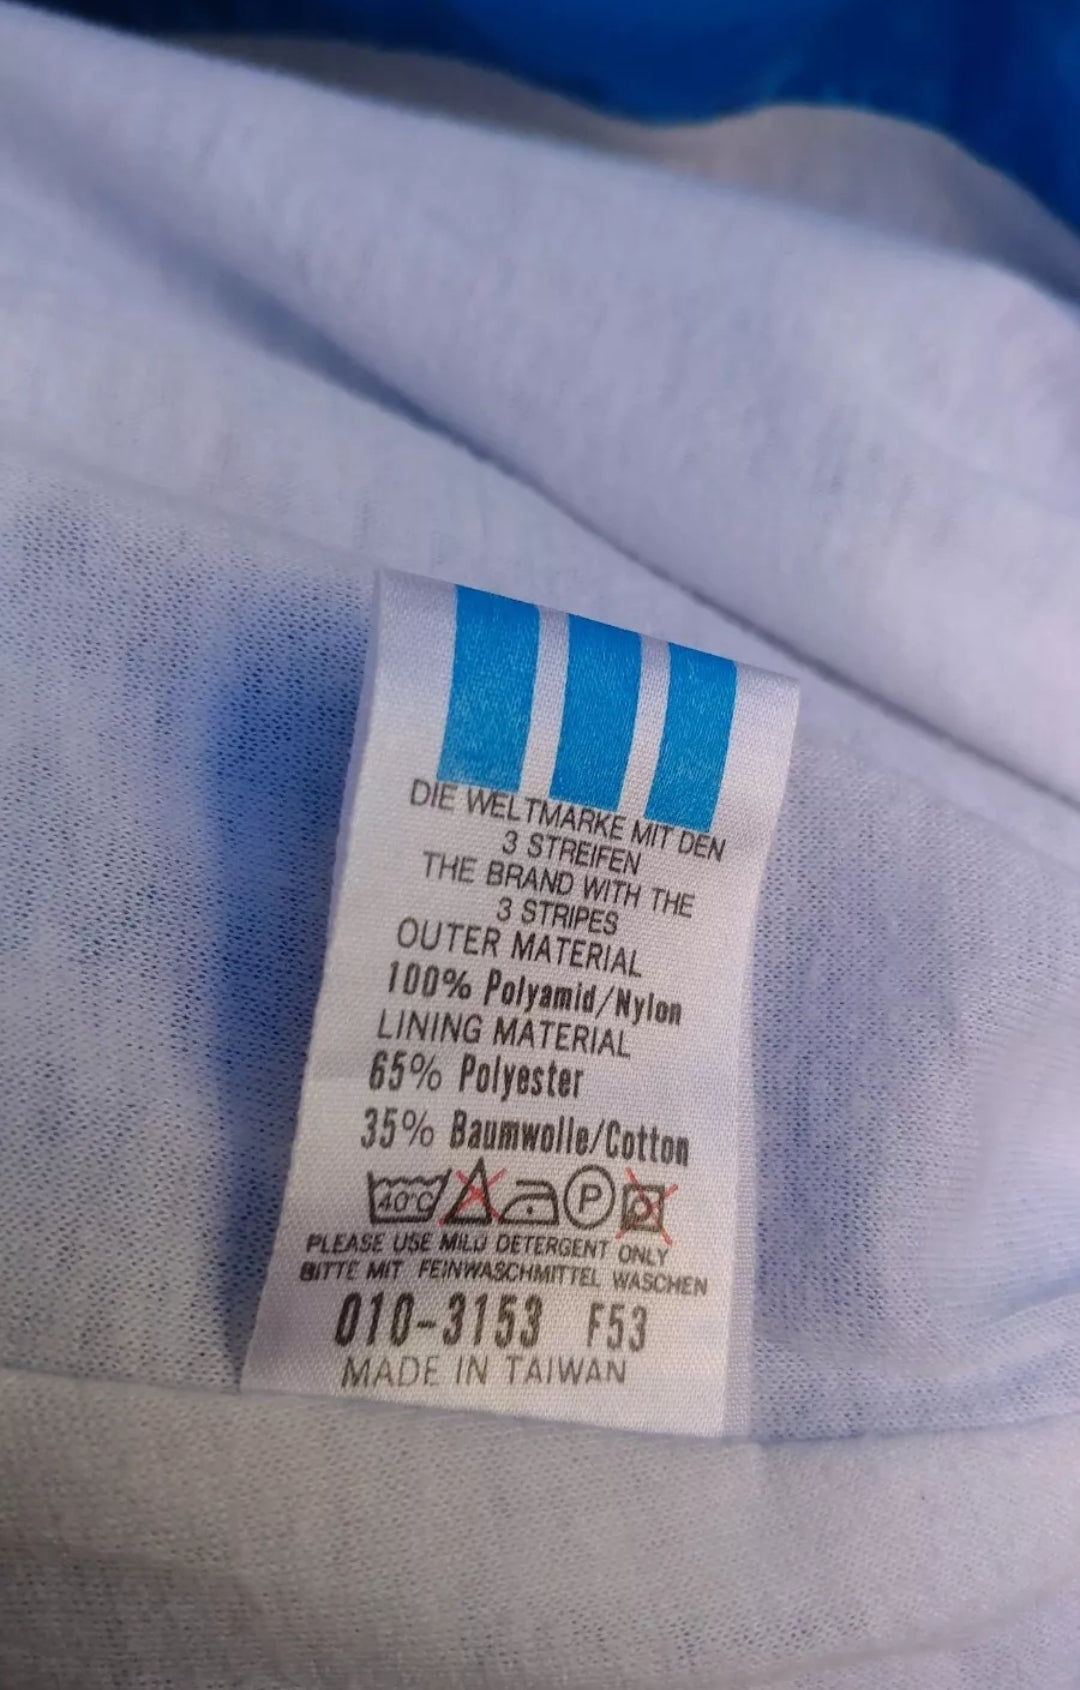 DIE WELTMARKE MIT DEN
3 STREIFEN
THE BRAND WITH THE
3 STRIPES
OUTER MATERIAL
100% Polyamid/Nylon
LINING MATERIAL
65% Polyester
35% Baumwolle/Cotton
40°C P
PLEASE USE MILD DETERGENT ONLY
BITTE MIT FEINWASCHMITTEL WASCHEN
010-3153 F53
MADE IN TAIWAN